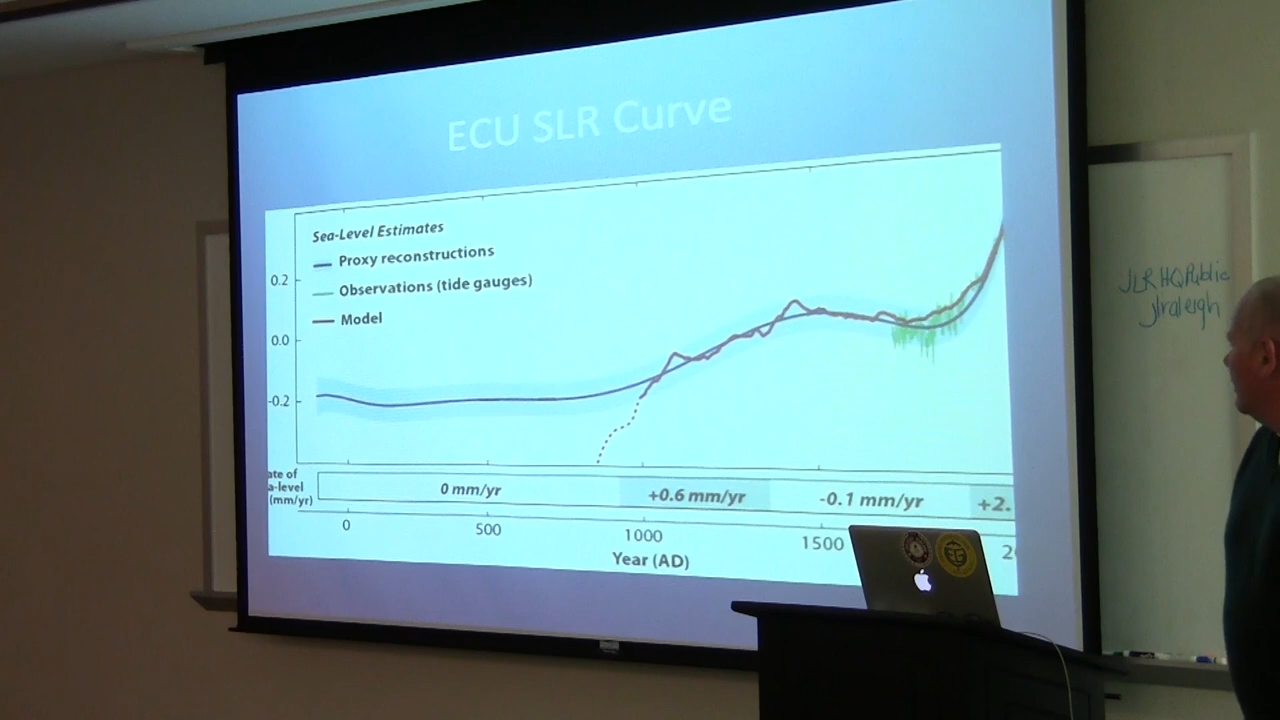 ECU SLR Curve
Sea-Level Estimates
Proxy reconstructions
Observations (tide gauges)
Model
0.2
0.0
-0.2
ate of
a-level
(mm/yr)
0 mm/yr
+0.6 mm/yr
-0.1 mm/yr
+2.
0
500
1000
1500
2
Year (AD)
JLR HQ Public
jlraleigh